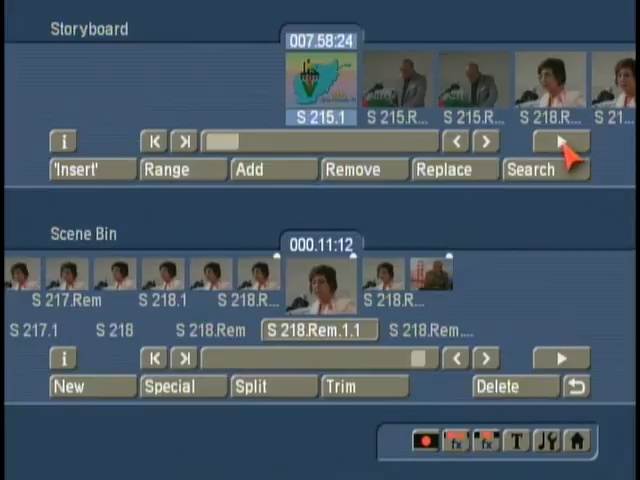 Storyboard
007.58:24
S 215.1
S 215.R...
S 215.R...
S 218.R...
S 21...
i
'Insert'
Range
Add
Remove
Replace
Search
Scene Bin
000.11:12
S 217.Rem
S 218.1
S 218.R...
S 218.R...
S 217.1
S 218
S 218.Rem
S 218.Rem.1.1
S 218.Rem....
i
New
Special
Split
Trim
Delete
fx
fx
T